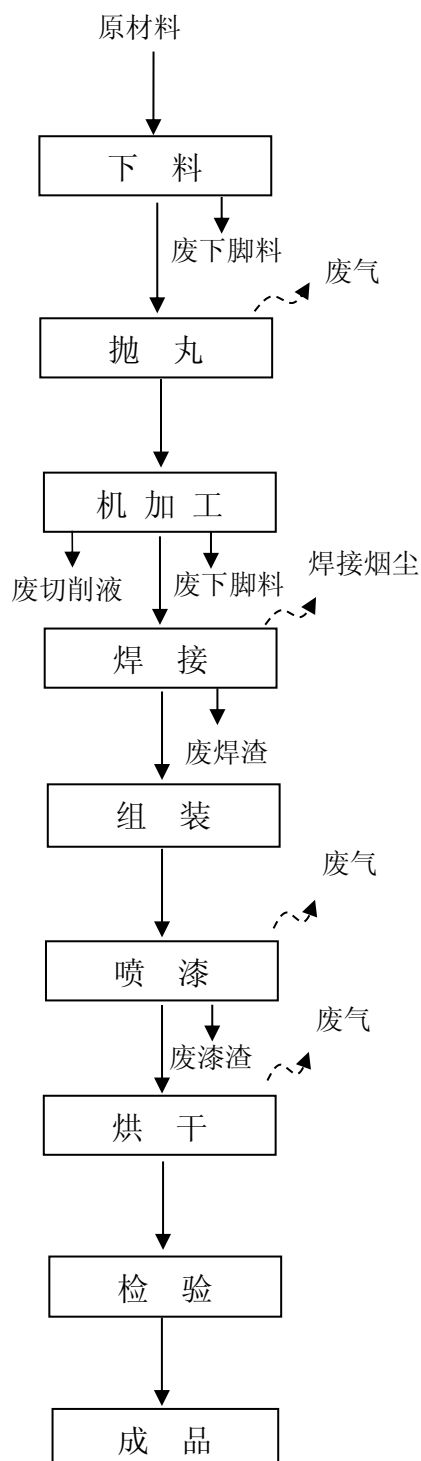 原材料
下 料
废下脚料
废气
抛 丸
机 加 工
废切削液
废下脚料
焊接烟尘
焊 接
废焊渣
组 装
废气
喷 漆
废漆渣
废气
烘 干
检 验
成 品